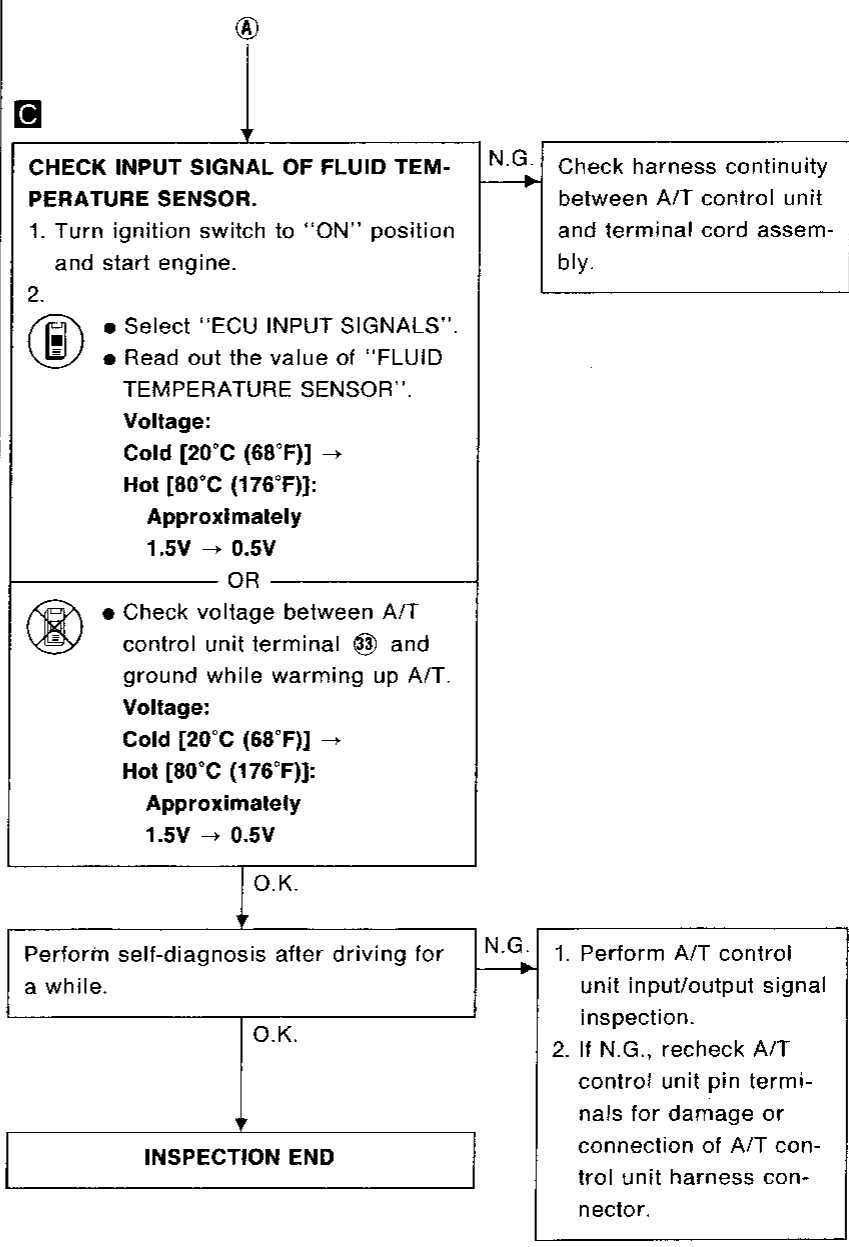 Ⓐ
C
CHECK INPUT SIGNAL OF FLUID TEM-
PERATURE SENSOR.
1. Turn ignition switch to "ON" position
and start engine.
2.
● Select "ECU INPUT SIGNALS".
● Read out the value of "FLUID
TEMPERATURE SENSOR".
Voltage:
Cold [20°C (68°F)] →
Hot [80°C (176°F)]:
Approximately
1.5V → 0.5V
OR
● Check voltage between A/T
control unit terminal ㉝ and
ground while warming up A/T.
Voltage:
Cold [20°C (68°F)] →
Hot [80°C (176°F)]:
Approximately
1.5V → 0.5V
N.G.
Check harness continuity
between A/T control unit
and terminal cord assem-
bly.
O.K.
Perform self-diagnosis after driving for
a while.
N.G.
1. Perform A/T control
unit input/output signal
inspection.
2. If N.G., recheck A/T
control unit pin termi-
nals for damage or
connection of A/T con-
trol unit harness con-
nector.
O.K.
INSPECTION END